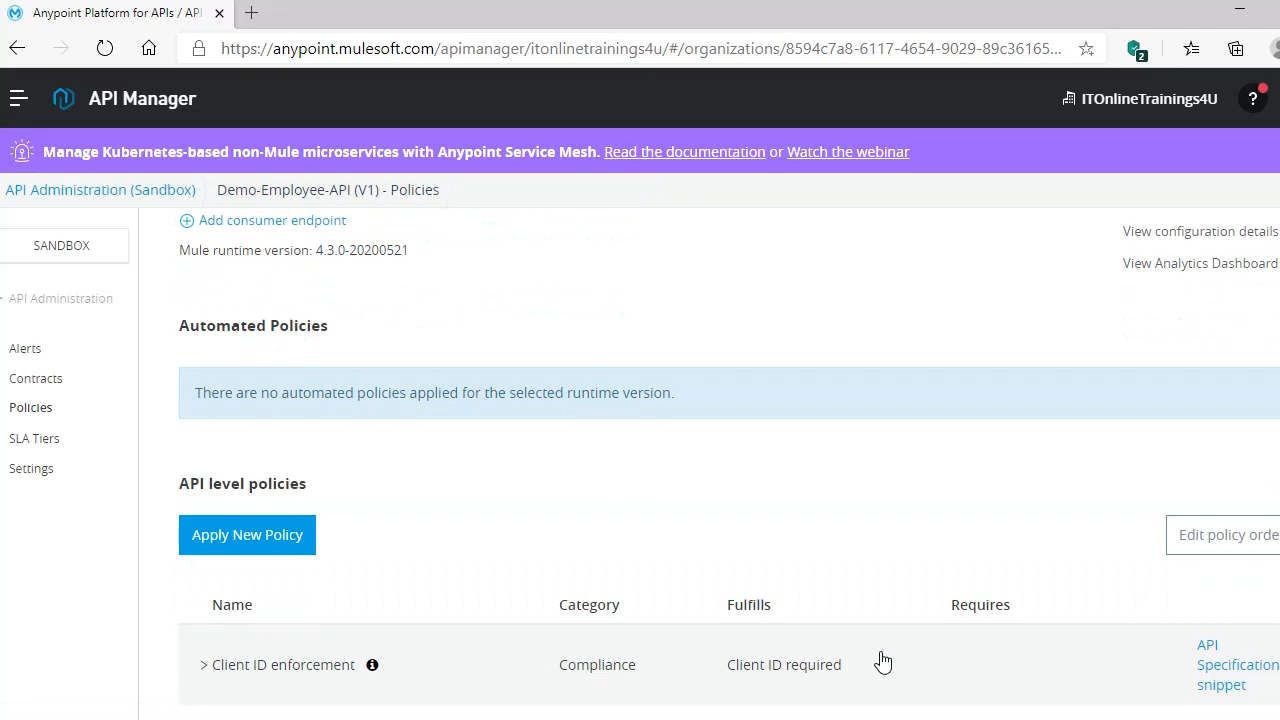 Anypoint Platform for APIs / API
https://anypoint.mulesoft.com/apimanager/itonlinetrainings4u/#/organizations/8594c7a8-6117-4654-9029-89c36165...
2
API Manager
ITOnlineTrainings4U
?
Manage Kubernetes-based non-Mule microservices with Anypoint Service Mesh. Read the documentation or Watch the webinar
API Administration (Sandbox)
Demo-Employee-API (V1) - Policies
Add consumer endpoint
View configuration details
SANDBOX
Mule runtime version: 4.3.0-20200521
View Analytics Dashboard
API Administration
Automated Policies
Alerts
Contracts
There are no automated policies applied for the selected runtime version.
Policies
SLA Tiers
Settings
API level policies
Apply New Policy
Edit policy orde
Name
Category
Fulfills
Requires
> Client ID enforcement
Compliance
Client ID required
API
Specification
snippet